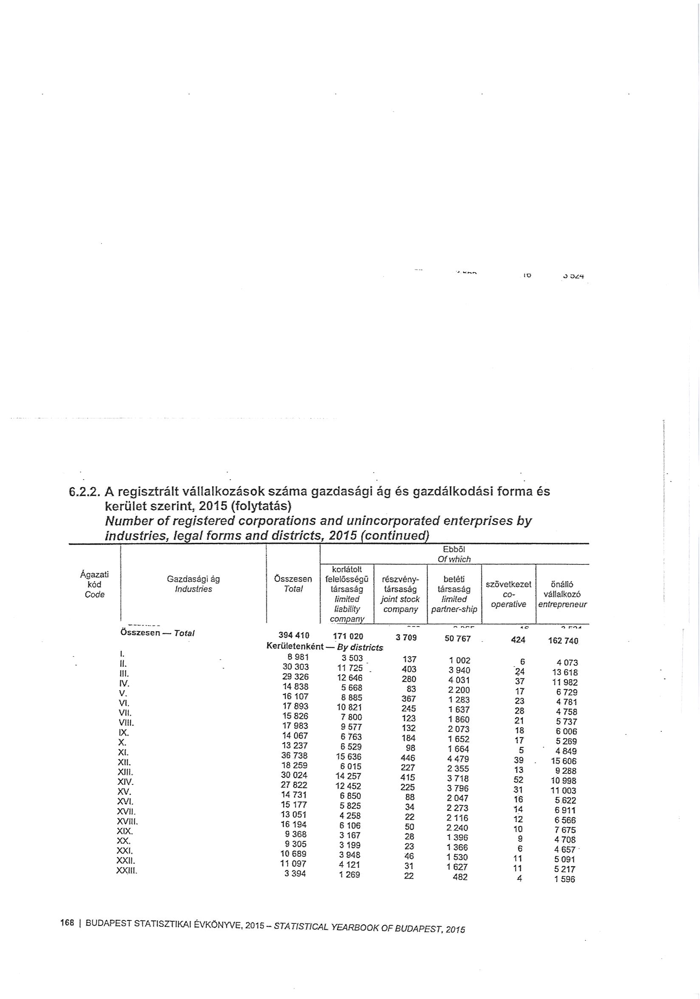 3 524
6.2.2. A regisztrált vállalkozások száma gazdasági ág és gazdálkodási forma és
kerület szerint, 2015 (folytatás)
Number of registered corporations and unincorporated enterprises by
industries, legal forms and districts, 2015 (continued)
Ágazati
kód
Code
Gazdasági ág
Industries
Összesen
Total
Ebből
Of which
korlátolt
felelősségű
társaság
limited
liability
company
részvény-
társaság
joint stock
company
betéti
társaság
limited
partner-ship
szövetkezet
co-
operative
önálló
vállalkozó
entrepreneur
Összesen — Total 394 410 171 020 3 709 50 767 424 162 740
Kerületenként — By districts
I. 8 981 3 503 137 1 002 6 4 073
II. 30 303 11 725 403 3 940 24 13 618
III. 29 326 12 646 280 4 031 37 11 982
IV. 14 838 5 668 83 2 200 17 6 729
V. 16 107 8 885 367 1 283 23 4 781
VI. 17 893 10 821 245 1 637 28 4 758
VII. 15 826 7 800 123 1 860 21 5 737
VIII. 17 983 9 577 132 2 073 18 6 006
IX. 14 067 6 763 184 1 652 17 5 269
X. 13 237 6 529 98 1 664 5 4 849
XI. 36 738 15 636 446 4 479 39 15 606
XII. 18 259 6 015 227 2 355 13 9 288
XIII. 30 024 14 257 415 3 718 52 10 998
XIV. 27 822 12 452 225 3 796 31 11 003
XV. 14 731 6 850 88 2 047 16 5 622
XVI. 15 177 5 825 34 2 273 14 6 911
XVII. 13 051 4 258 22 2 116 12 6 566
XVIII. 16 194 6 106 50 2 240 10 7 675
XIX. 9 368 3 167 28 1 396 9 4 708
XX. 9 305 3 199 23 1 366 6 4 657
XXI. 10 689 3 948 46 1 530 11 5 091
XXII. 11 097 4 121 31 1 627 11 5 217
XXIII. 3 394 1 269 22 482 4 1 596
168 | BUDAPEST STATISZTIKAI ÉVKÖNYVE, 2015 – STATISTICAL YEARBOOK OF BUDAPEST, 2015